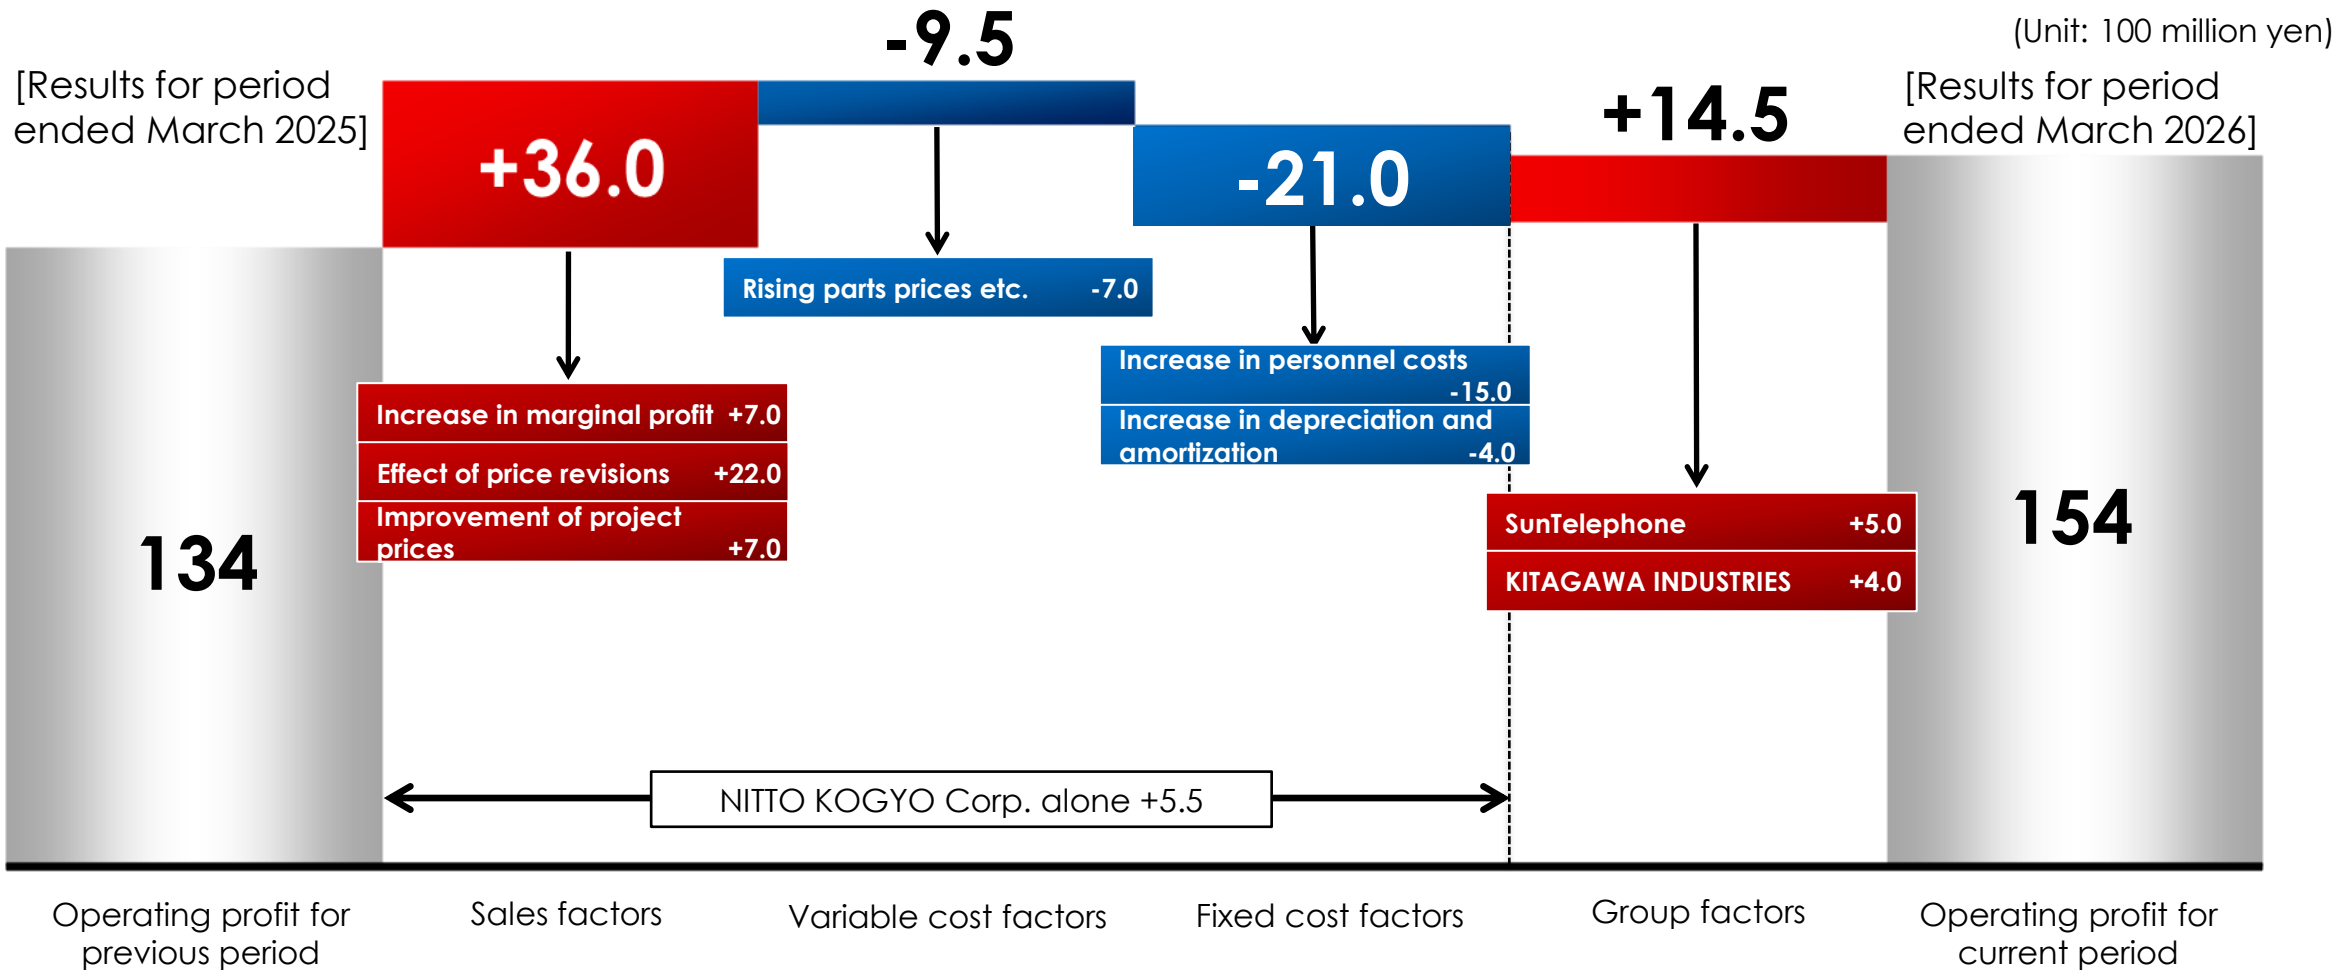 (Unit: 100 million yen)
[Results for period
ended March 2025]
-9.5
[Results for period
ended March 2026]
+36.0
-21.0
+14.5
Rising parts prices etc. -7.0
Increase in personnel costs
-15.0
Increase in depreciation and
amortization -4.0
Increase in marginal profit +7.0
Effect of price revisions +22.0
Improvement of project
prices +7.0
SunTelephone +5.0
KITAGAWA INDUSTRIES +4.0
134
154
NITTO KOGYO Corp. alone +5.5
Operating profit for
previous period
Sales factors
Variable cost factors
Fixed cost factors
Group factors
Operating profit for
current period